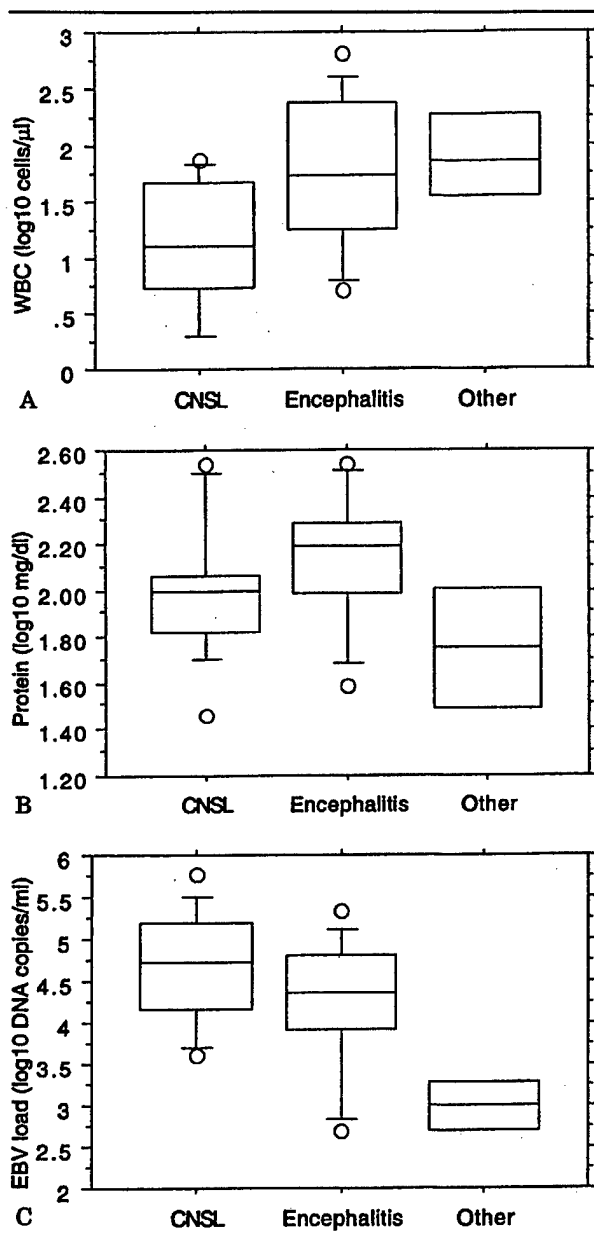 3
2.5
2
1.5
1
.5
0
WBC (log10 cells/µl)
A
CNSL Encephalitis Other
2.60
2.40
2.20
2.00
1.80
1.60
1.40
1.20
Protein (log10 mg/dl)
B
CNSL Encephalitis Other
6
5.5
5
4.5
4
3.5
3
2.5
2
EBV load (log10 DNA copies/ml)
C
CNSL Encephalitis Other